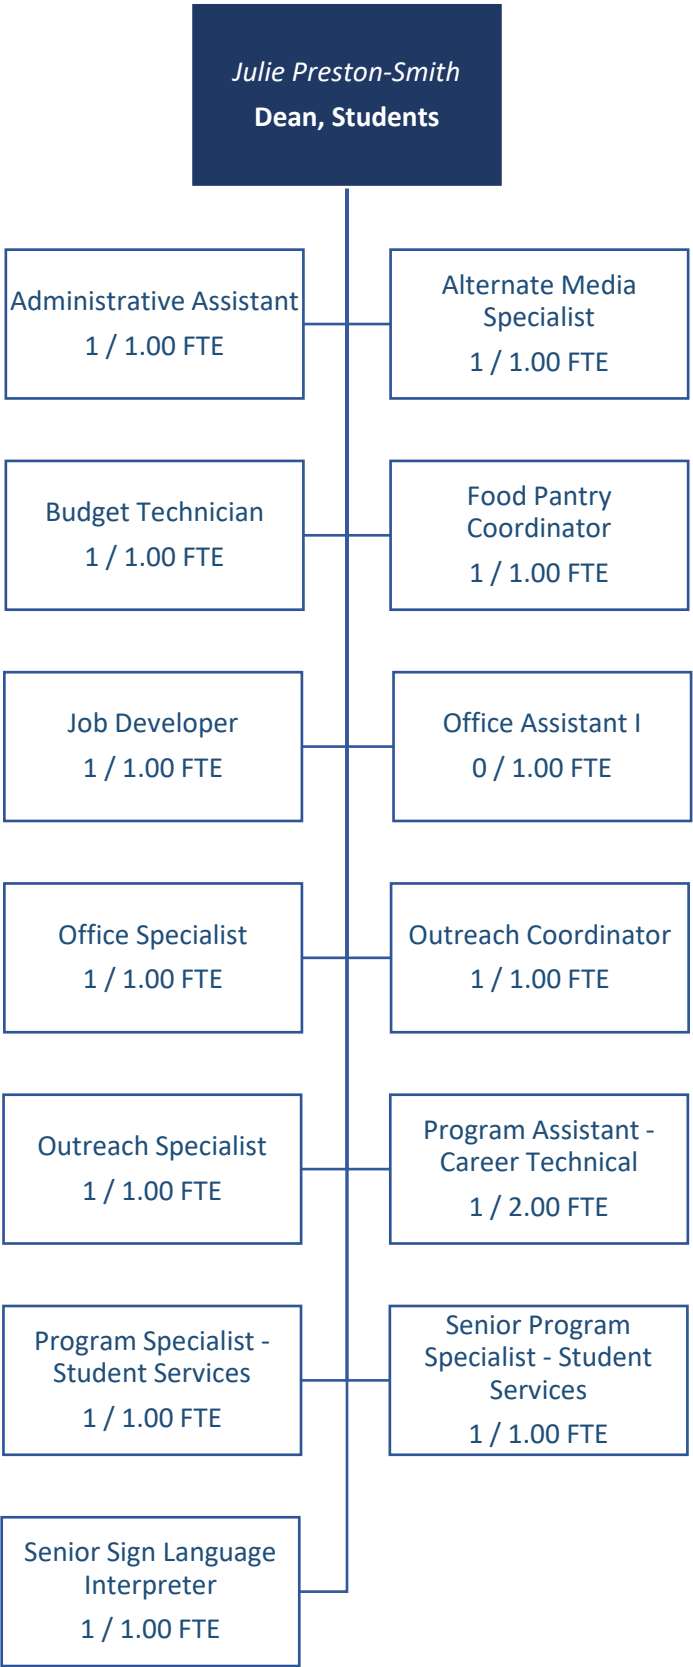 Julie Preston-Smith
Dean, Students
Administrative Assistant
1 / 1.00 FTE
Alternate Media
Specialist
1 / 1.00 FTE
Budget Technician
1 / 1.00 FTE
Food Pantry
Coordinator
1 / 1.00 FTE
Job Developer
1 / 1.00 FTE
Office Assistant I
0 / 1.00 FTE
Office Specialist
1 / 1.00 FTE
Outreach Coordinator
1 / 1.00 FTE
Outreach Specialist
1 / 1.00 FTE
Program Assistant -
Career Technical
1 / 2.00 FTE
Program Specialist -
Student Services
1 / 1.00 FTE
Senior Program
Specialist - Student
Services
1 / 1.00 FTE
Senior Sign Language
Interpreter
1 / 1.00 FTE